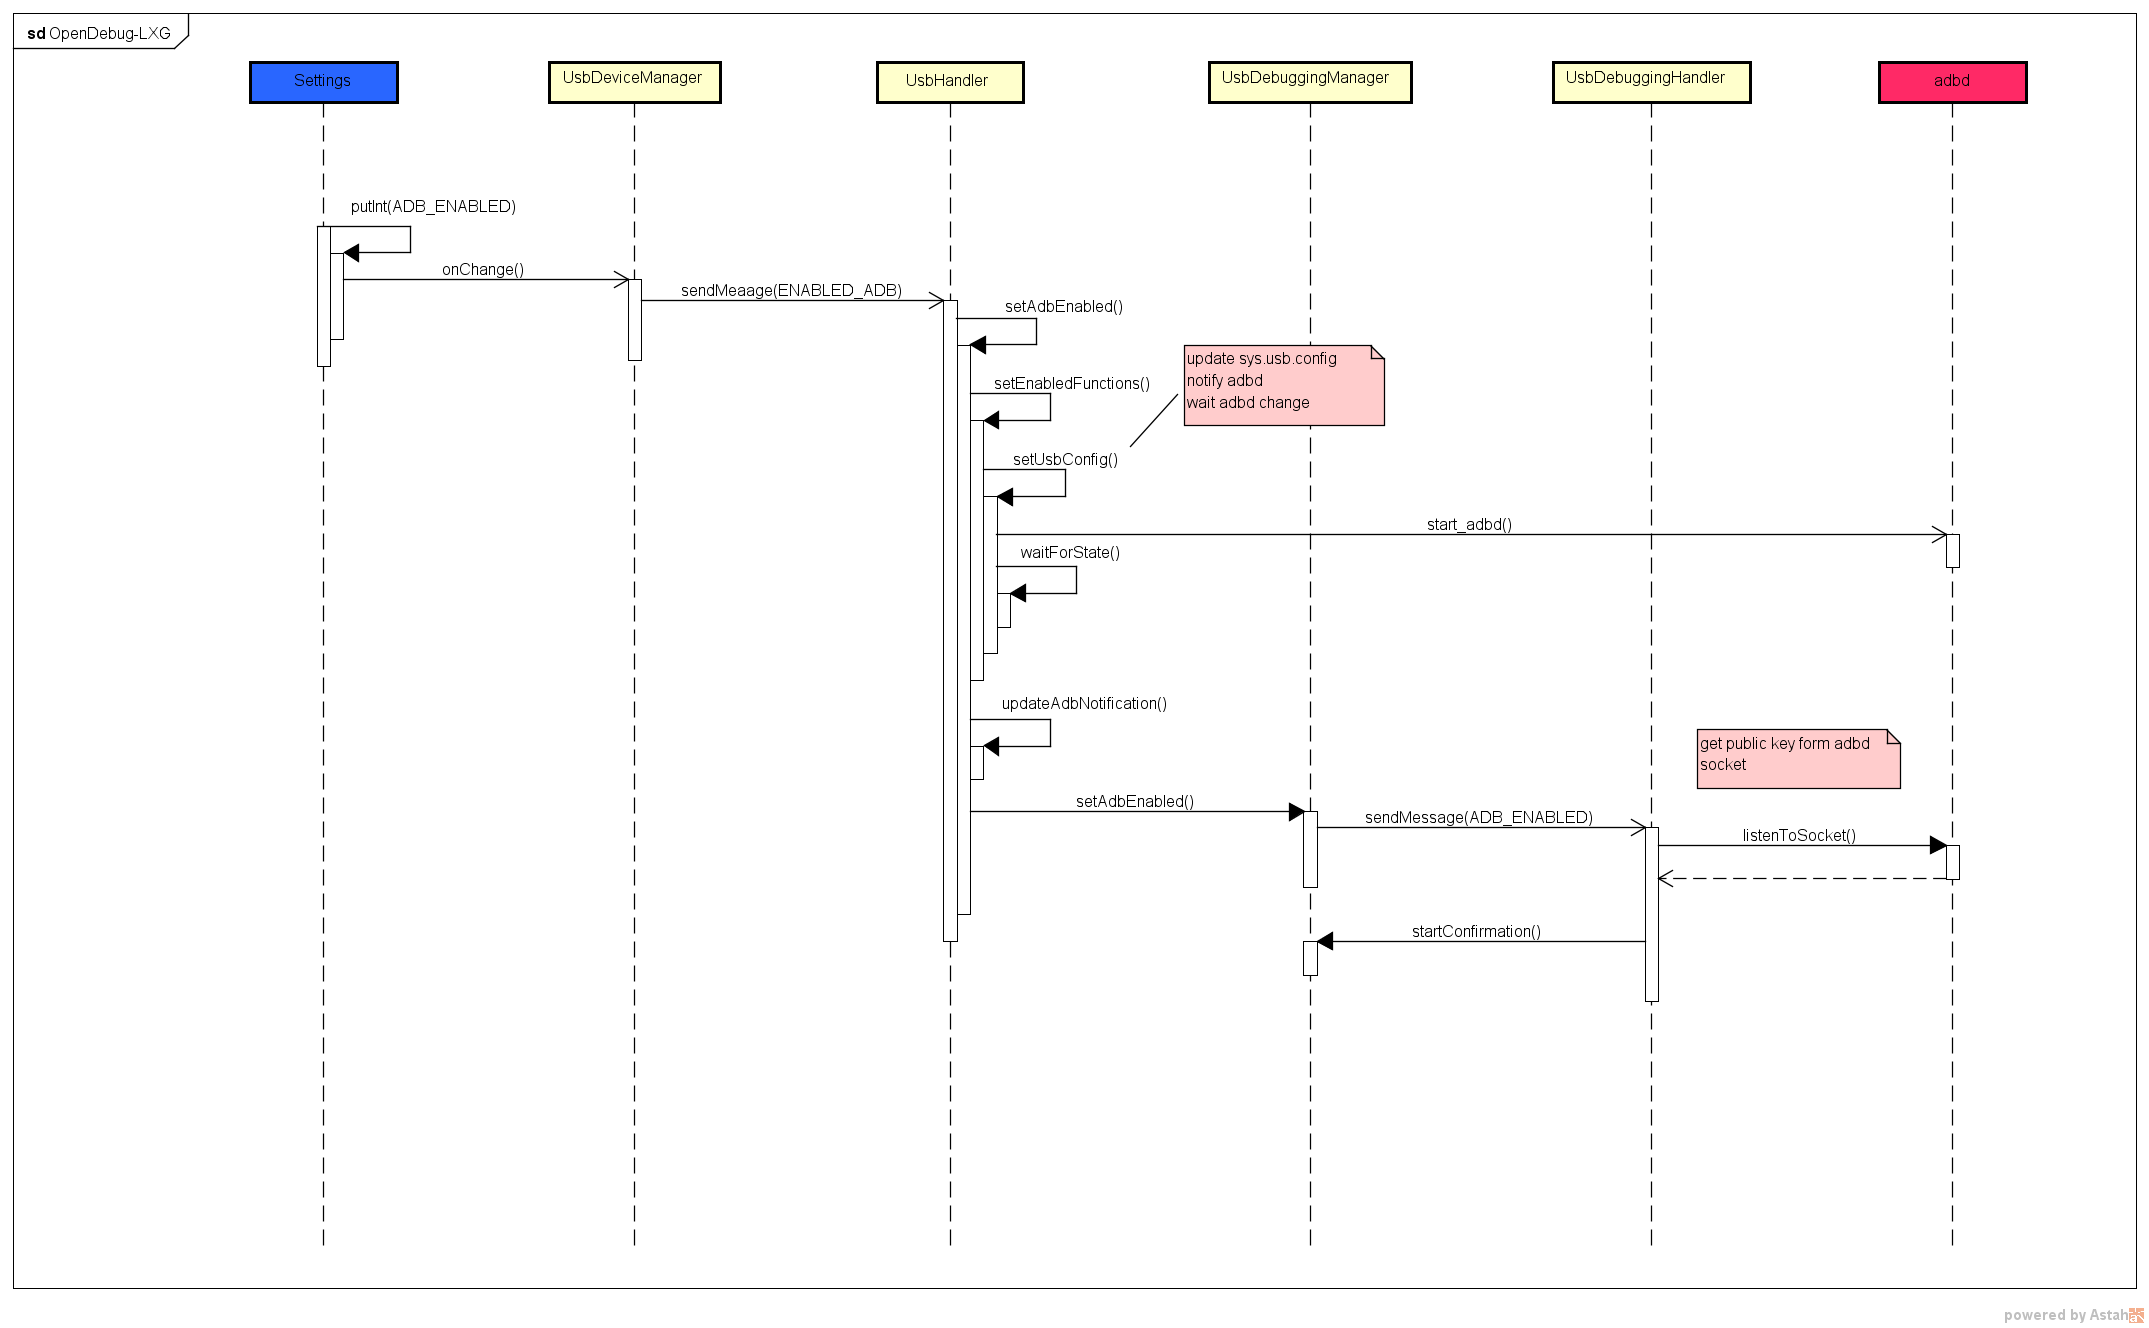 sd OpenDebug-LXG
Settings
UsbDeviceManager
UsbHandler
UsbDebuggingManager
UsbDebuggingHandler
adbd
putInt(ADB_ENABLED)
onChange()
sendMeaage(ENABLED_ADB)
setAdbEnabled()
update sys.usb.config
notify adbd
wait adbd change
setEnabledFunctions()
setUsbConfig()
start_adbd()
waitForState()
updateAdbNotification()
get public key form adbd
socket
setAdbEnabled()
sendMessage(ADB_ENABLED)
listenToSocket()
startConfirmation()
powered by Astah